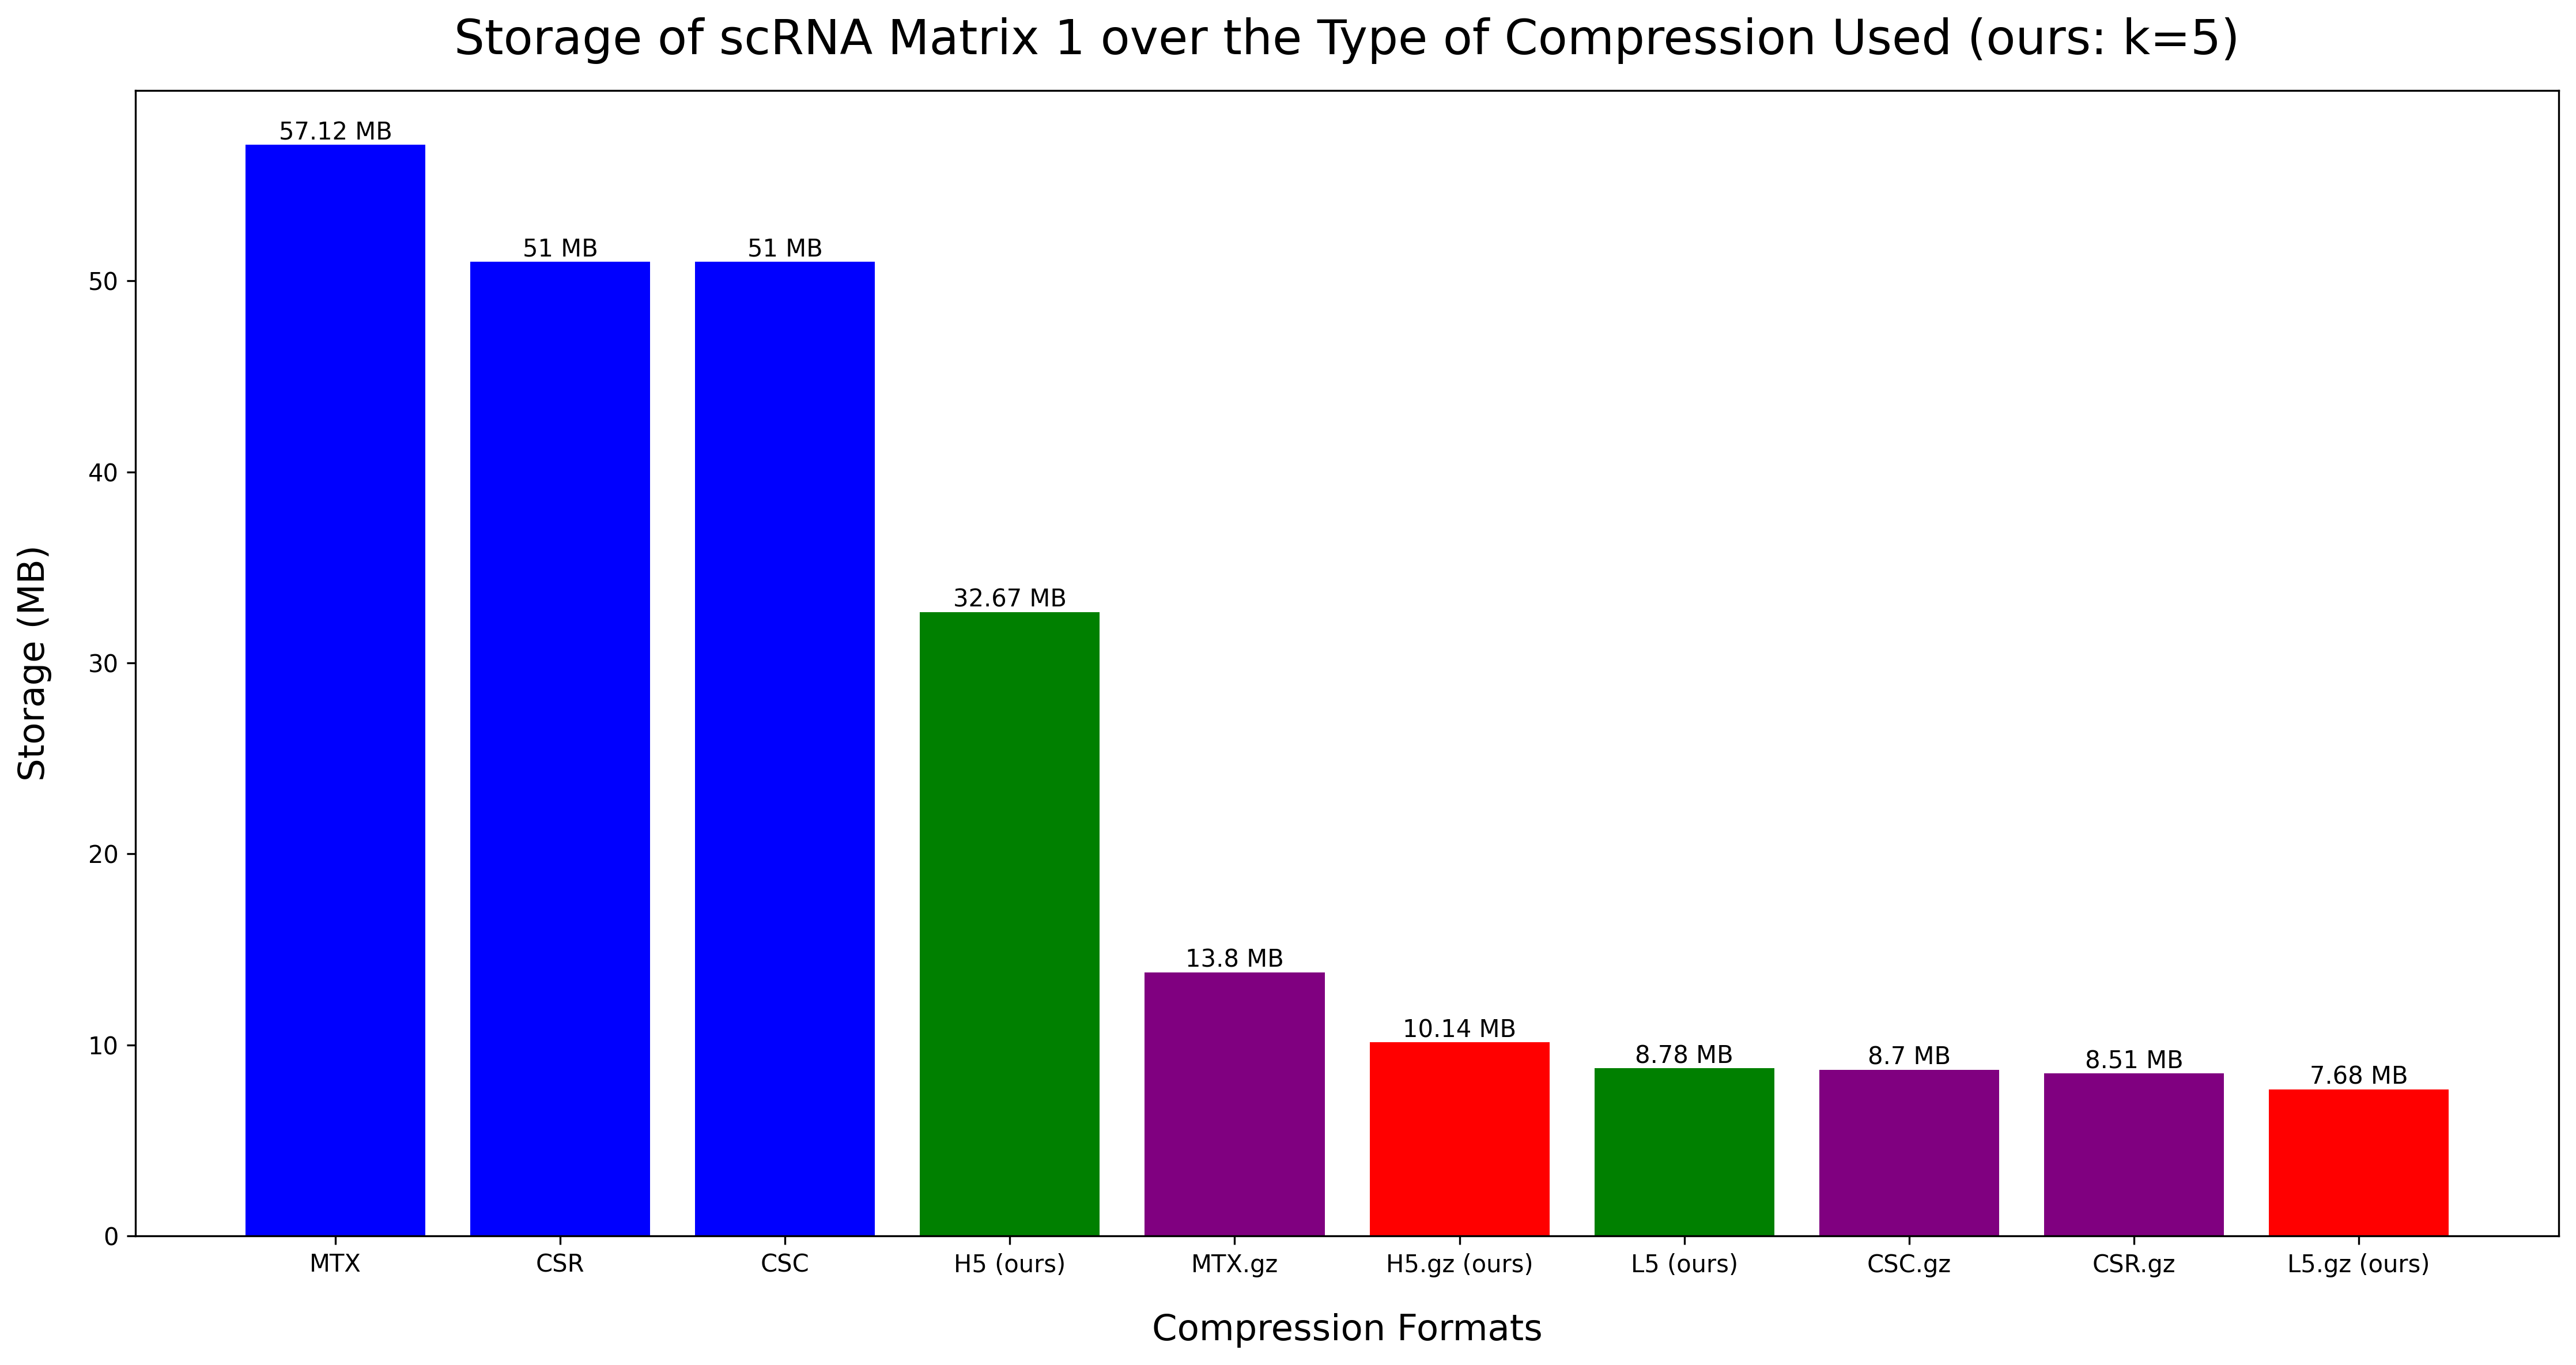 Storage of scRNA Matrix 1 over the Type of Compression Used (ours: k=5)
57.12 MB
51 MB
51 MB
32.67 MB
13.8 MB
10.14 MB
8.78 MB
8.7 MB
8.51 MB
7.68 MB
Storage (MB)
50
40
30
20
10
0
MTX
CSR
CSC
H5 (ours)
MTX.gz
H5.gz (ours)
L5 (ours)
CSC.gz
CSR.gz
L5.gz (ours)
Compression Formats